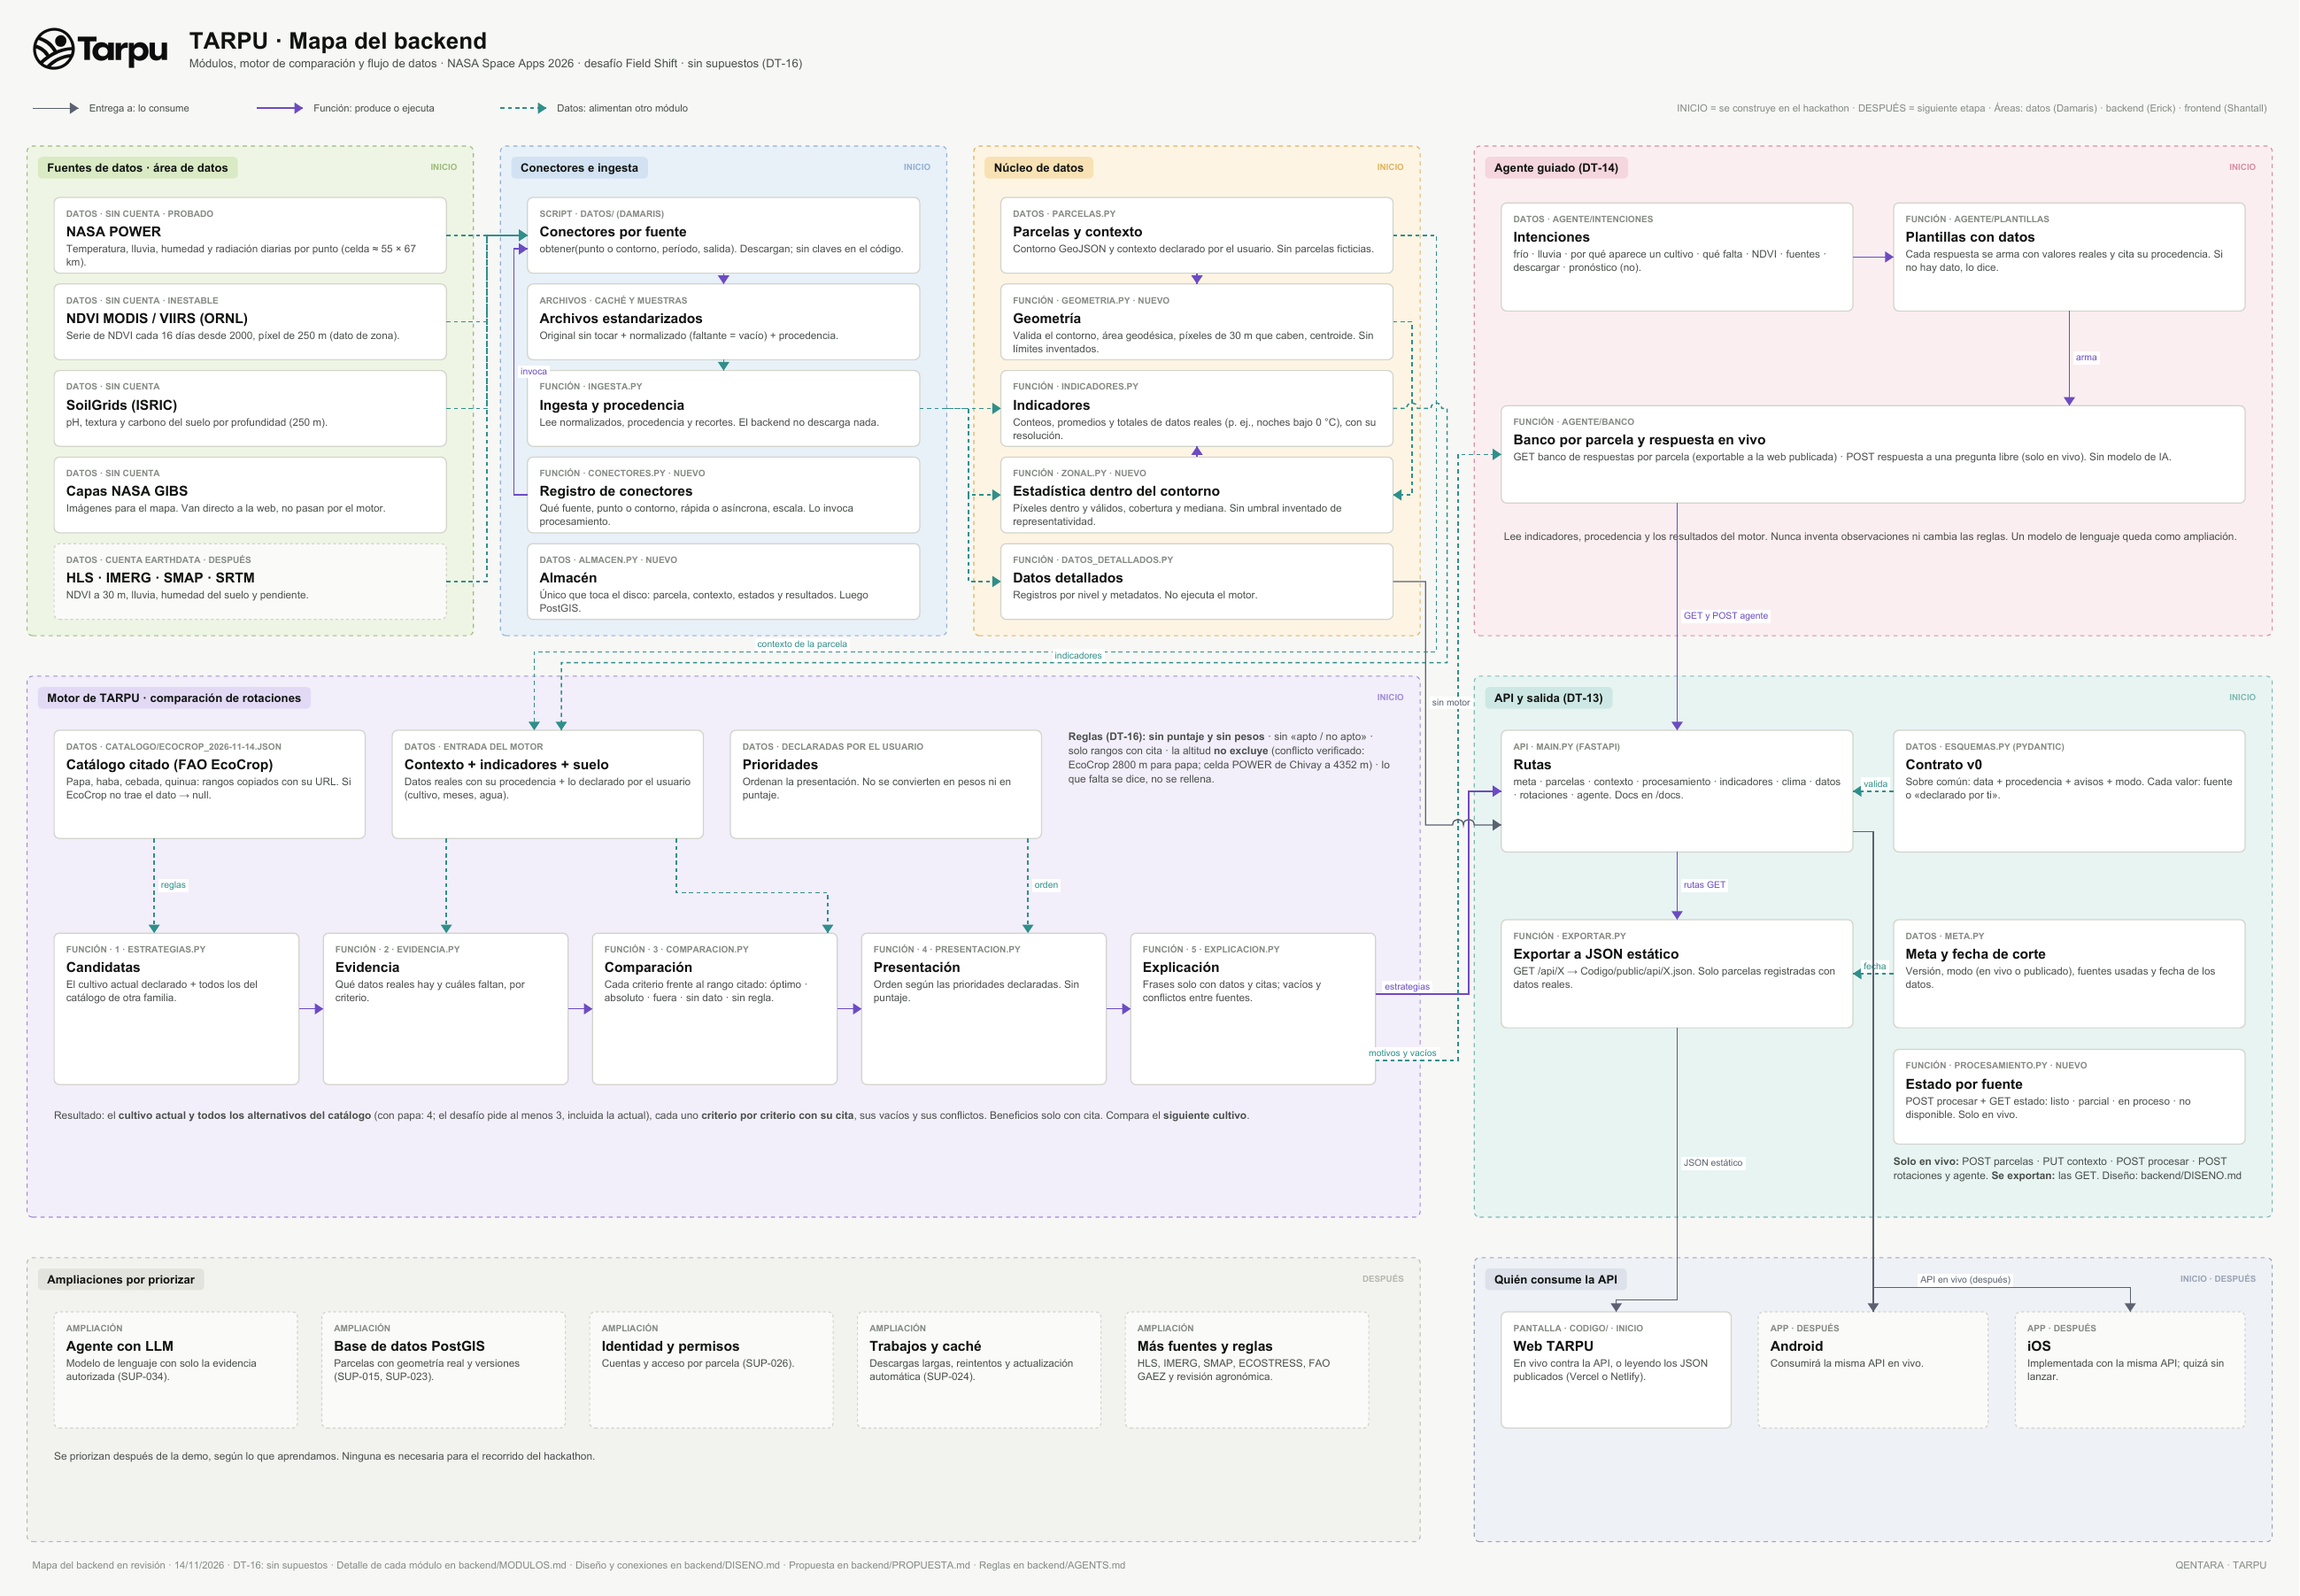 Tarpu
TARPU · Mapa del backend
Módulos, motor de comparación y flujo de datos · NASA Space Apps 2026 · desafío Field Shift · sin supuestos (DT-16)
Entrega a: lo consume
Función: produce o ejecuta
Datos: alimentan otro módulo
INICIO = se construye en el hackathon · DESPUÉS = siguiente etapa · Áreas: datos (Damaris) · backend (Erick) · frontend (Shantall)
Fuentes de datos · área de datos
INICIO
DATOS · SIN CUENTA · PROBADO
NASA POWER
Temperatura, lluvia, humedad y radiación diarias por punto (celda ≈ 55 × 67
km).
DATOS · SIN CUENTA · INESTABLE
NDVI MODIS / VIIRS (ORNL)
Serie de NDVI cada 16 días desde 2000, píxel de 250 m (dato de zona).
DATOS · SIN CUENTA
SoilGrids (ISRIC)
pH, textura y carbono del suelo por profundidad (250 m).
DATOS · SIN CUENTA
Capas NASA GIBS
Imágenes para el mapa. Van directo a la web, no pasan por el motor.
DATOS · CUENTA EARTHDATA · DESPUÉS
HLS · IMERG · SMAP · SRTM
NDVI a 30 m, lluvia, humedad del suelo y pendiente.
Conectores e ingesta
INICIO
SCRIPT · DATOS/ (DAMARIS)
Conectores por fuente
obtener(punto o contorno, período, salida). Descargan; sin claves en el código.
ARCHIVOS · CACHÉ Y MUESTRAS
Archivos estandarizados
Original sin tocar + normalizado (faltante = vacío) + procedencia.
invoca
FUNCIÓN · INGESTA.PY
Ingesta y procedencia
Lee normalizados, procedencia y recortes. El backend no descarga nada.
FUNCIÓN · CONECTORES.PY · NUEVO
Registro de conectores
Qué fuente, punto o contorno, rápida o asíncrona, escala. Lo invoca
procesamiento.
DATOS · ALMACEN.PY · NUEVO
Almacén
Único que toca el disco: parcela, contexto, estados y resultados. Luego
PostGIS.
Núcleo de datos
INICIO
DATOS · PARCELAS.PY
Parcelas y contexto
Contorno GeoJSON y contexto declarado por el usuario. Sin parcelas ficticias.
FUNCIÓN · GEOMETRIA.PY · NUEVO
Geometría
Valida el contorno, área geodésica, píxeles de 30 m que caben, centroide. Sin
límites inventados.
FUNCIÓN · INDICADORES.PY
Indicadores
Conteos, promedios y totales de datos reales (p. ej., noches bajo 0 °C), con su
resolución.
FUNCIÓN · ZONAL.PY · NUEVO
Estadística dentro del contorno
Píxeles dentro y válidos, cobertura y mediana. Sin umbral inventado de
representatividad.
FUNCIÓN · DATOS_DETALLADOS.PY
Datos detallados
Registros por nivel y metadatos. No ejecuta el motor.
Agente guiado (DT-14)
INICIO
DATOS · AGENTE/INTENCIONES
Intenciones
frío · lluvia · por qué aparece un cultivo · qué falta · NDVI · fuentes ·
descargar · pronóstico (no).
FUNCIÓN · AGENTE/PLANTILLAS
Plantillas con datos
Cada respuesta se arma con valores reales y cita su procedencia. Si
no hay dato, lo dice.
arma
FUNCIÓN · AGENTE/BANCO
Banco por parcela y respuesta en vivo
GET banco de respuestas por parcela (exportable a la web publicada) · POST respuesta a una pregunta libre (solo en vivo). Sin modelo de IA.
Lee indicadores, procedencia y los resultados del motor. Nunca inventa observaciones ni cambia las reglas. Un modelo de lenguaje queda como ampliación.
GET y POST agente
contexto de la parcela
indicadores
sin motor
Motor de TARPU · comparación de rotaciones
INICIO
DATOS · CATALOGO/ECOCROP_2026-11-14.JSON
Catálogo citado (FAO EcoCrop)
Papa, haba, cebada, quinua: rangos copiados con su URL. Si
EcoCrop no trae el dato → null.
DATOS · ENTRADA DEL MOTOR
Contexto + indicadores + suelo
Datos reales con su procedencia + lo declarado por el usuario
(cultivo, meses, agua).
DATOS · DECLARADAS POR EL USUARIO
Prioridades
Ordenan la presentación. No se convierten en pesos ni en
puntaje.
Reglas (DT-16): sin puntaje y sin pesos · sin «apto / no apto» ·
solo rangos con cita · la altitud no excluye (conflicto verificado:
EcoCrop 2800 m para papa; celda POWER de Chivay a 4352 m) · lo
que falta se dice, no se rellena.
reglas
orden
FUNCIÓN · 1 · ESTRATEGIAS.PY
Candidatas
El cultivo actual declarado + todos los del
catálogo de otra familia.
FUNCIÓN · 2 · EVIDENCIA.PY
Evidencia
Qué datos reales hay y cuáles faltan, por
criterio.
FUNCIÓN · 3 · COMPARACION.PY
Comparación
Cada criterio frente al rango citado: óptimo ·
absoluto · fuera · sin dato · sin regla.
FUNCIÓN · 4 · PRESENTACION.PY
Presentación
Orden según las prioridades declaradas. Sin
puntaje.
FUNCIÓN · 5 · EXPLICACION.PY
Explicación
Frases solo con datos y citas; vacíos y
conflictos entre fuentes.
estrategias
motivos y vacíos
Resultado: el cultivo actual y todos los alternativos del catálogo (con papa: 4; el desafío pide al menos 3, incluida la actual), cada uno criterio por criterio con su cita, sus vacíos y sus conflictos. Beneficios solo con cita. Compara el siguiente cultivo.
API y salida (DT-13)
INICIO
API · MAIN.PY (FASTAPI)
Rutas
meta · parcelas · contexto · procesamiento · indicadores · clima · datos
· rotaciones · agente. Docs en /docs.
valida
DATOS · ESQUEMAS.PY (PYDANTIC)
Contrato v0
Sobre común: data + procedencia + avisos + modo. Cada valor: fuente
o «declarado por ti».
rutas GET
FUNCIÓN · EXPORTAR.PY
Exportar a JSON estático
GET /api/X → Codigo/public/api/X.json. Solo parcelas registradas con
datos reales.
fecha
DATOS · META.PY
Meta y fecha de corte
Versión, modo (en vivo o publicado), fuentes usadas y fecha de los
datos.
FUNCIÓN · PROCESAMIENTO.PY · NUEVO
Estado por fuente
POST procesar + GET estado: listo · parcial · en proceso · no
disponible. Solo en vivo.
JSON estático
Solo en vivo: POST parcelas · PUT contexto · POST procesar · POST
rotaciones y agente. Se exportan: las GET. Diseño: backend/DISENO.md
Ampliaciones por priorizar
DESPUÉS
AMPLIACIÓN
Agente con LLM
Modelo de lenguaje con solo la evidencia
autorizada (SUP-034).
AMPLIACIÓN
Base de datos PostGIS
Parcelas con geometría real y versiones
(SUP-015, SUP-023).
AMPLIACIÓN
Identidad y permisos
Cuentas y acceso por parcela (SUP-026).
AMPLIACIÓN
Trabajos y caché
Descargas largas, reintentos y actualización
automática (SUP-024).
AMPLIACIÓN
Más fuentes y reglas
HLS, IMERG, SMAP, ECOSTRESS, FAO
GAEZ y revisión agronómica.
Se priorizan después de la demo, según lo que aprendamos. Ninguna es necesaria para el recorrido del hackathon.
Quién consume la API
INICIO · DESPUÉS
API en vivo (después)
PANTALLA · CODIGO/ · INICIO
Web TARPU
En vivo contra la API, o leyendo los JSON
publicados (Vercel o Netlify).
APP · DESPUÉS
Android
Consumirá la misma API en vivo.
APP · DESPUÉS
iOS
Implementada con la misma API; quizá sin
lanzar.
Mapa del backend en revisión · 14/11/2026 · DT-16: sin supuestos · Detalle de cada módulo en backend/MODULOS.md · Diseño y conexiones en backend/DISENO.md · Propuesta en backend/PROPUESTA.md · Reglas en backend/AGENTS.md
QENTARA · TARPU